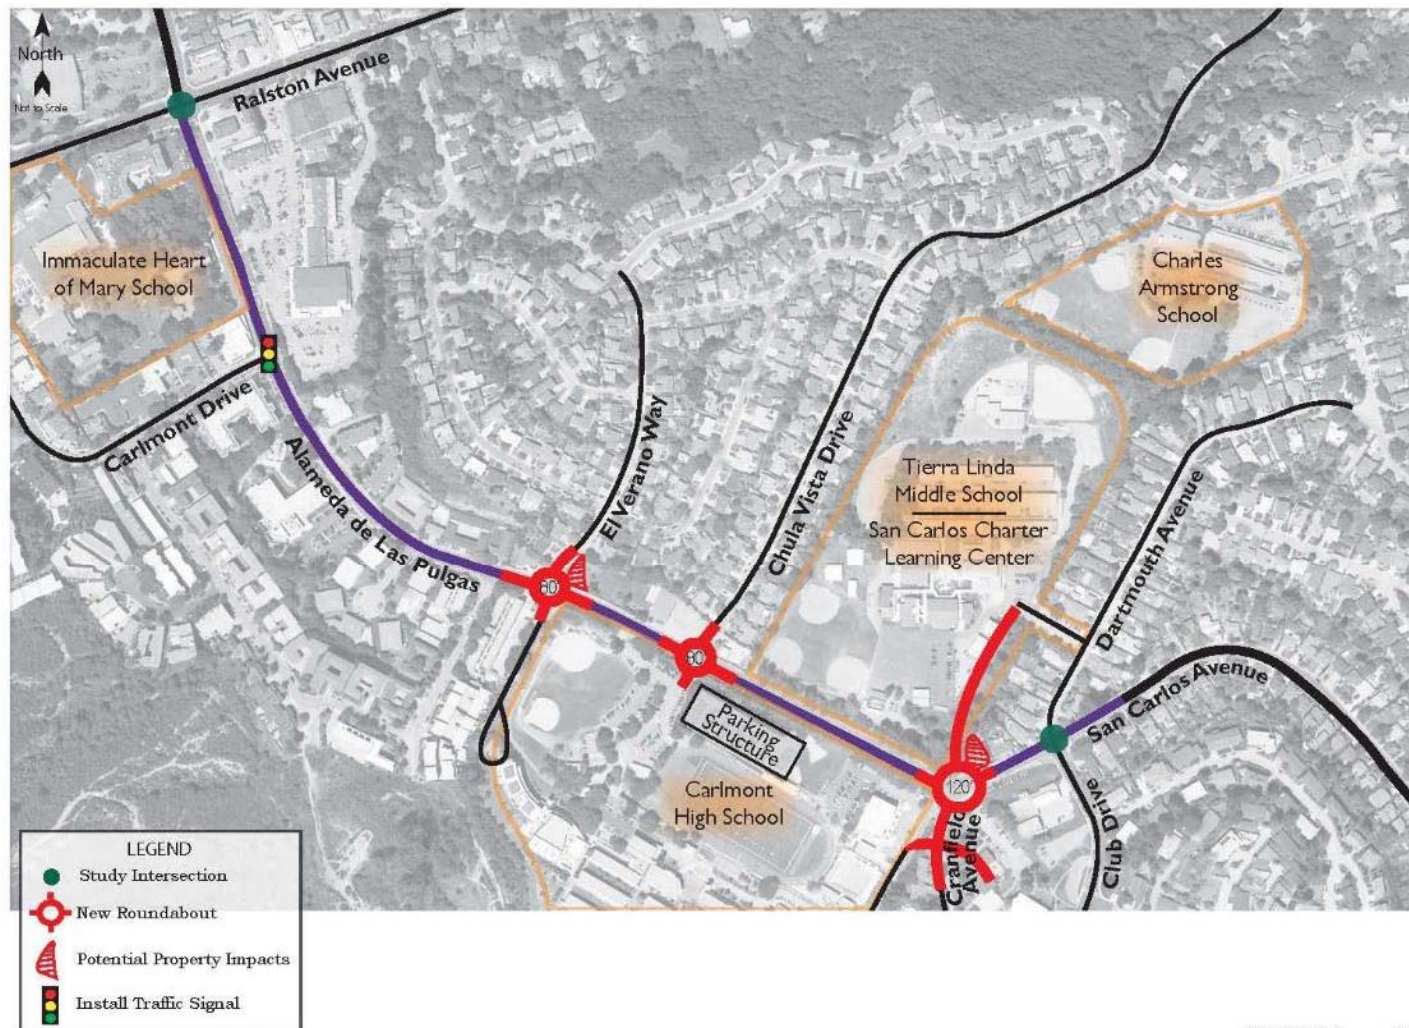 North
Not to Scale
Ralston Avenue
Immaculate Heart
of Mary School
Charles
Armstrong
School
Carlmont Drive
Alameda de Las Pulgas
El Verano Way
Chula Vista Drive
Tierra Linda
Middle School
San Carlos Charter
Learning Center
Dartmouth Avenue
San Carlos Avenue
80'
80'
Parking
Structure
120'
Carlmont
High School
Cranfield
Avenue
Club Drive
LEGEND
Study Intersection
New Roundabout
Potential Property Impacts
Install Traffic Signal